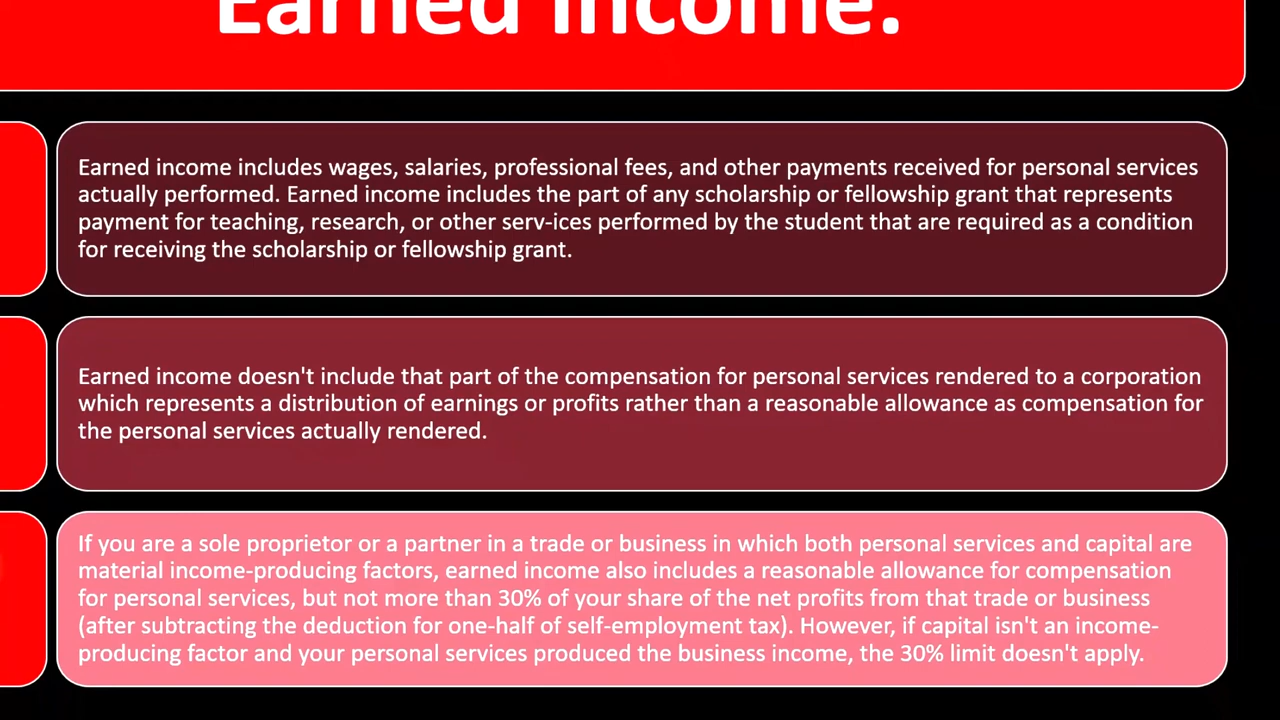 Earned Income.
Earned income includes wages, salaries, professional fees, and other payments received for personal services
actually performed. Earned income includes the part of any scholarship or fellowship grant that represents
payment for teaching, research, or other serv-ices performed by the student that are required as a condition
for receiving the scholarship or fellowship grant.
Earned income doesn't include that part of the compensation for personal services rendered to a corporation
which represents a distribution of earnings or profits rather than a reasonable allowance as compensation for
the personal services actually rendered.
If you are a sole proprietor or a partner in a trade or business in which both personal services and capital are
material income-producing factors, earned income also includes a reasonable allowance for compensation
for personal services, but not more than 30% of your share of the net profits from that trade or business
(after subtracting the deduction for one-half of self-employment tax). However, if capital isn't an income-
producing factor and your personal services produced the business income, the 30% limit doesn't apply.